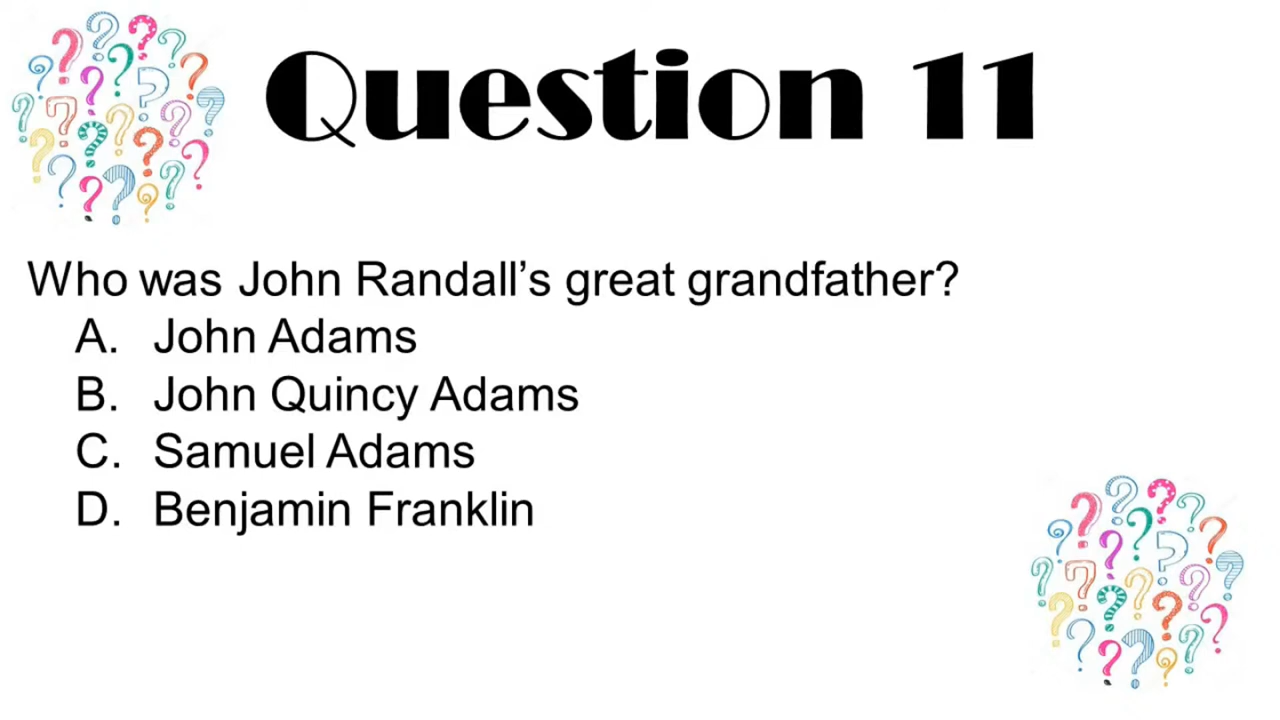 Question 11
Who was John Randall’s great grandfather?
A. John Adams
B. John Quincy Adams
C. Samuel Adams
D. Benjamin Franklin